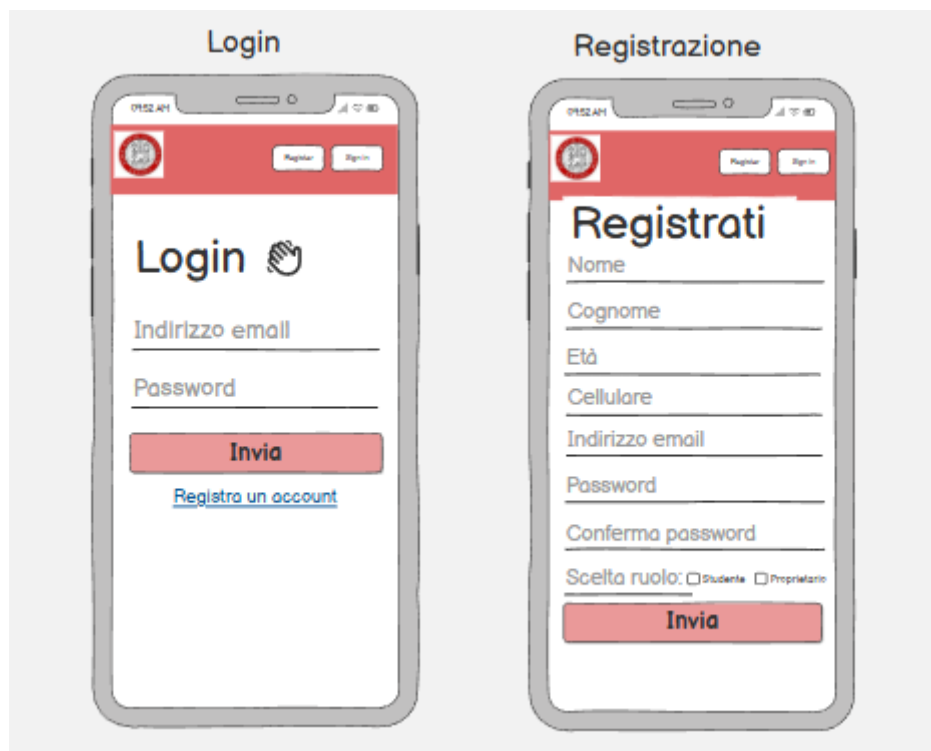 Login
09:52 AM
Register Sign in
Login
Indirizzo email
Password
Invia
Registra un account
Registrazione
09:52 AM
Register Sign in
Registrati
Nome
Cognome
Età
Cellulare
Indirizzo email
Password
Conferma password
Scelta ruolo: Studente Proprietario
Invia